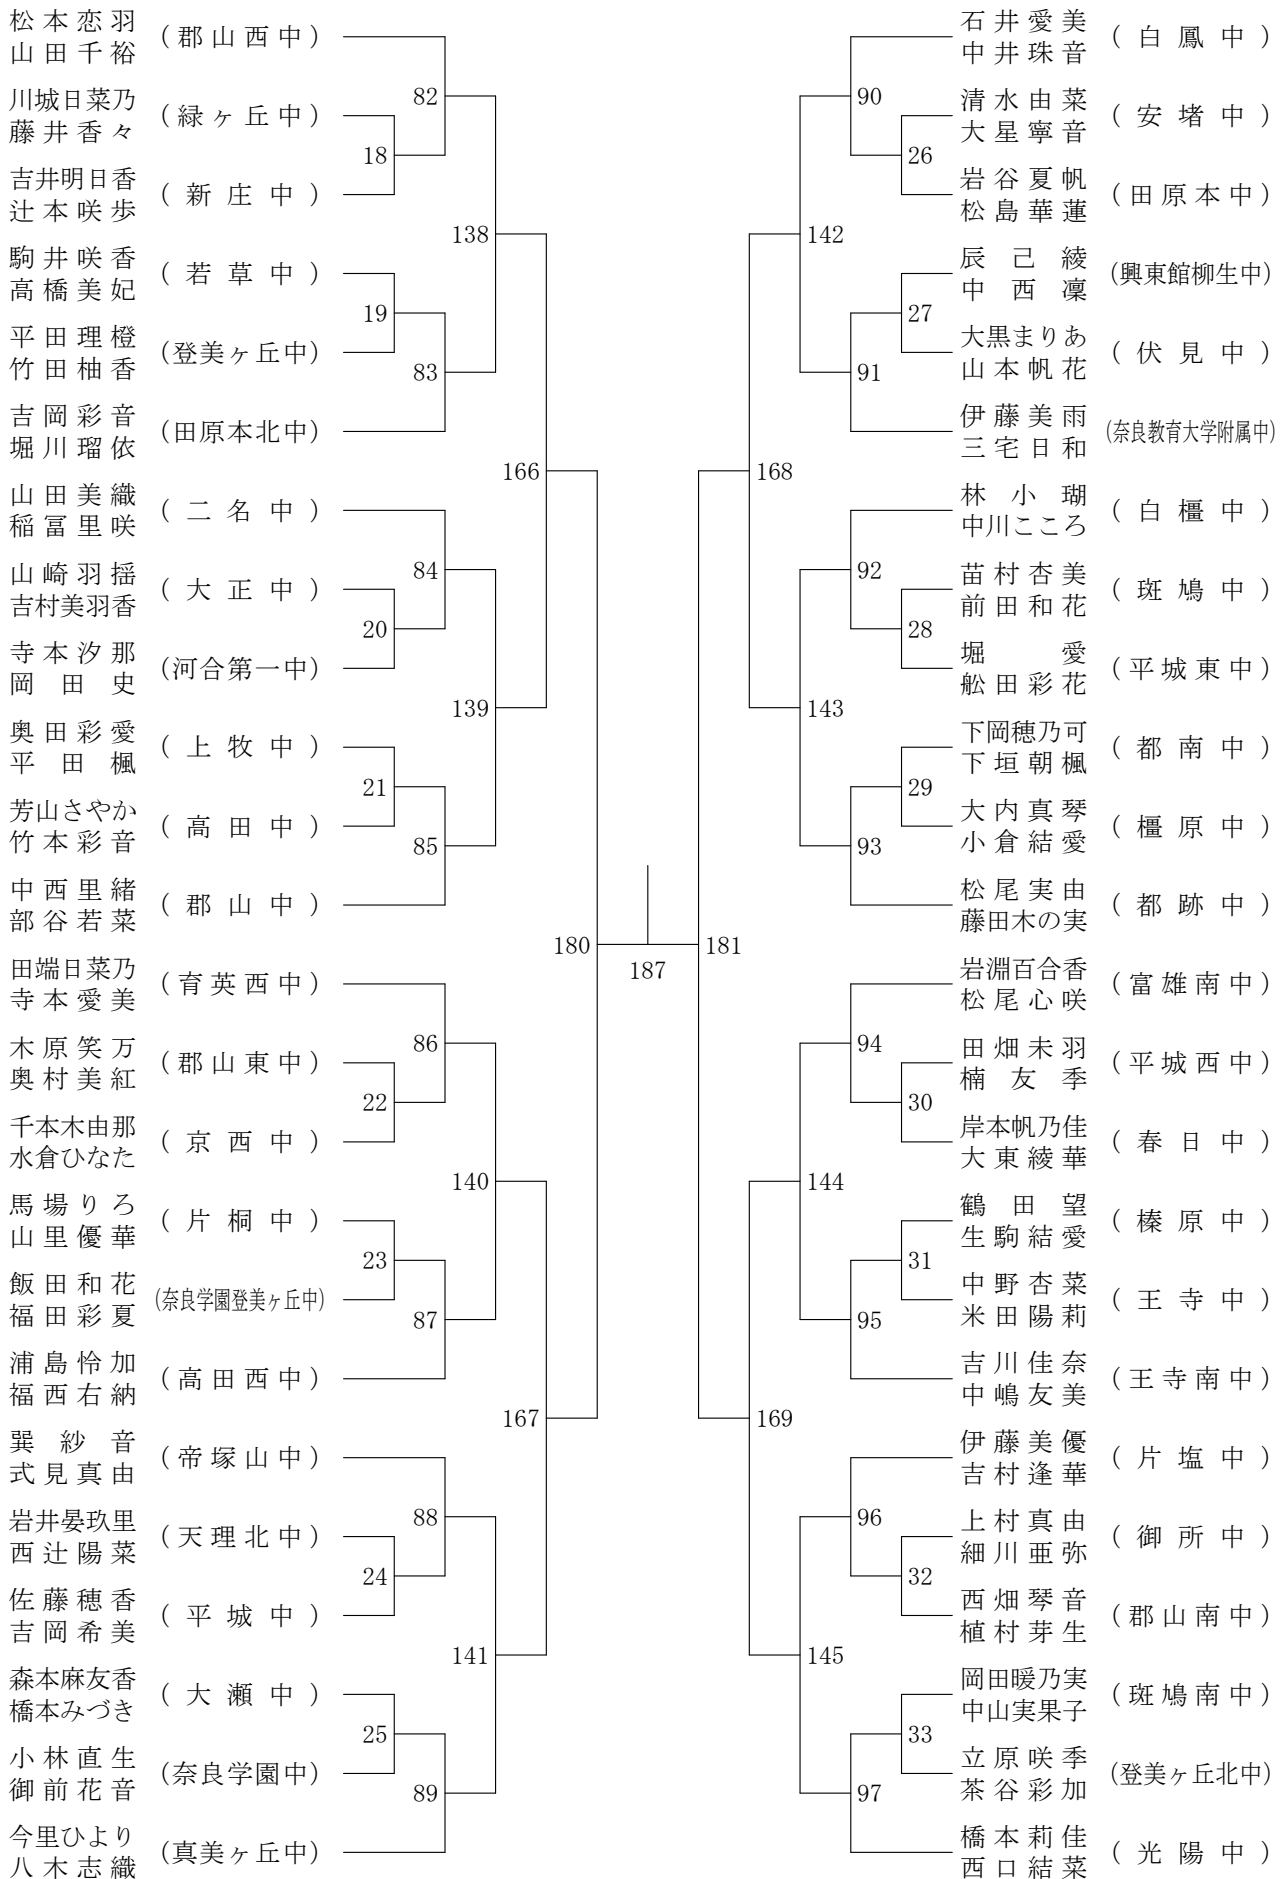 松本恋羽
山田千裕
(郡山西中)
川城日菜乃
藤井香々
(緑ヶ丘中)
吉井明日香
辻本咲歩
(新庄中)
駒井咲香
高橋美妃
(若草中)
平田理橙
竹田柚香
(登美ヶ丘中)
吉岡彩音
堀川瑠依
(田原本北中)
山田美織
稲冨里咲
(二名中)
山崎羽揺
吉村美羽香
(大正中)
寺本汐那
岡田史
(河合第一中)
奥田彩愛
平田楓
(上牧中)
芳山さやか
竹本彩音
(高田中)
中西里緒
部谷若菜
(郡山中)
田端日菜乃
寺本愛美
(育英西中)
木原笑万
奥村美紅
(郡山東中)
千本木由那
水倉ひなた
(京西中)
馬場りろ
山里優華
(片桐中)
飯田和花
福田彩夏
(奈良学園登美ヶ丘中)
浦島怜加
福西右納
(高田西中)
巽紗音
式見真由
(帝塚山中)
岩井晏玖里
西辻陽菜
(天理北中)
佐藤穂香
吉岡希美
(平城中)
森本麻友香
橋本みづき
(大瀬中)
小林直生
御前花音
(奈良学園中)
今里ひより
八木志織
(真美ヶ丘中)
82
18
138
19
83
166
84
20
139
21
85
180
86
22
140
23
87
167
88
24
141
25
89
187
181
90
26
142
27
91
168
92
28
143
29
93
94
30
144
31
95
169
96
32
145
33
97
石井愛美
中井珠音
(白鳳中)
清水由菜
大星寧音
(安堵中)
岩谷夏帆
松島華蓮
(田原本中)
辰己綾
中西凜
(興東館柳生中)
大黒まりあ
山本帆花
(伏見中)
伊藤美雨
三宅日和
(奈良教育大学附属中)
林小瑚
中川こころ
(白橿中)
苗村杏美
前田和花
(斑鳩中)
堀愛
舩田彩花
(平城東中)
下岡穂乃可
下垣朝楓
(都南中)
大内真琴
小倉結愛
(橿原中)
松尾実由
藤田木の実
(都跡中)
岩淵百合香
松尾心咲
(富雄南中)
田畑未羽
楠友季
(平城西中)
岸本帆乃佳
大東綾華
(春日中)
鶴田望
生駒結愛
(榛原中)
中野杏菜
米田陽莉
(王寺中)
吉川佳奈
中嶋友美
(王寺南中)
伊藤美優
吉村逢華
(片塩中)
上村真由
細川亜弥
(御所中)
西畑琴音
植村芽生
(郡山南中)
岡田暖乃実
中山実果子
(斑鳩南中)
立原咲季
茶谷彩加
(登美ヶ丘北中)
橋本莉佳
西口結菜
(光陽中)